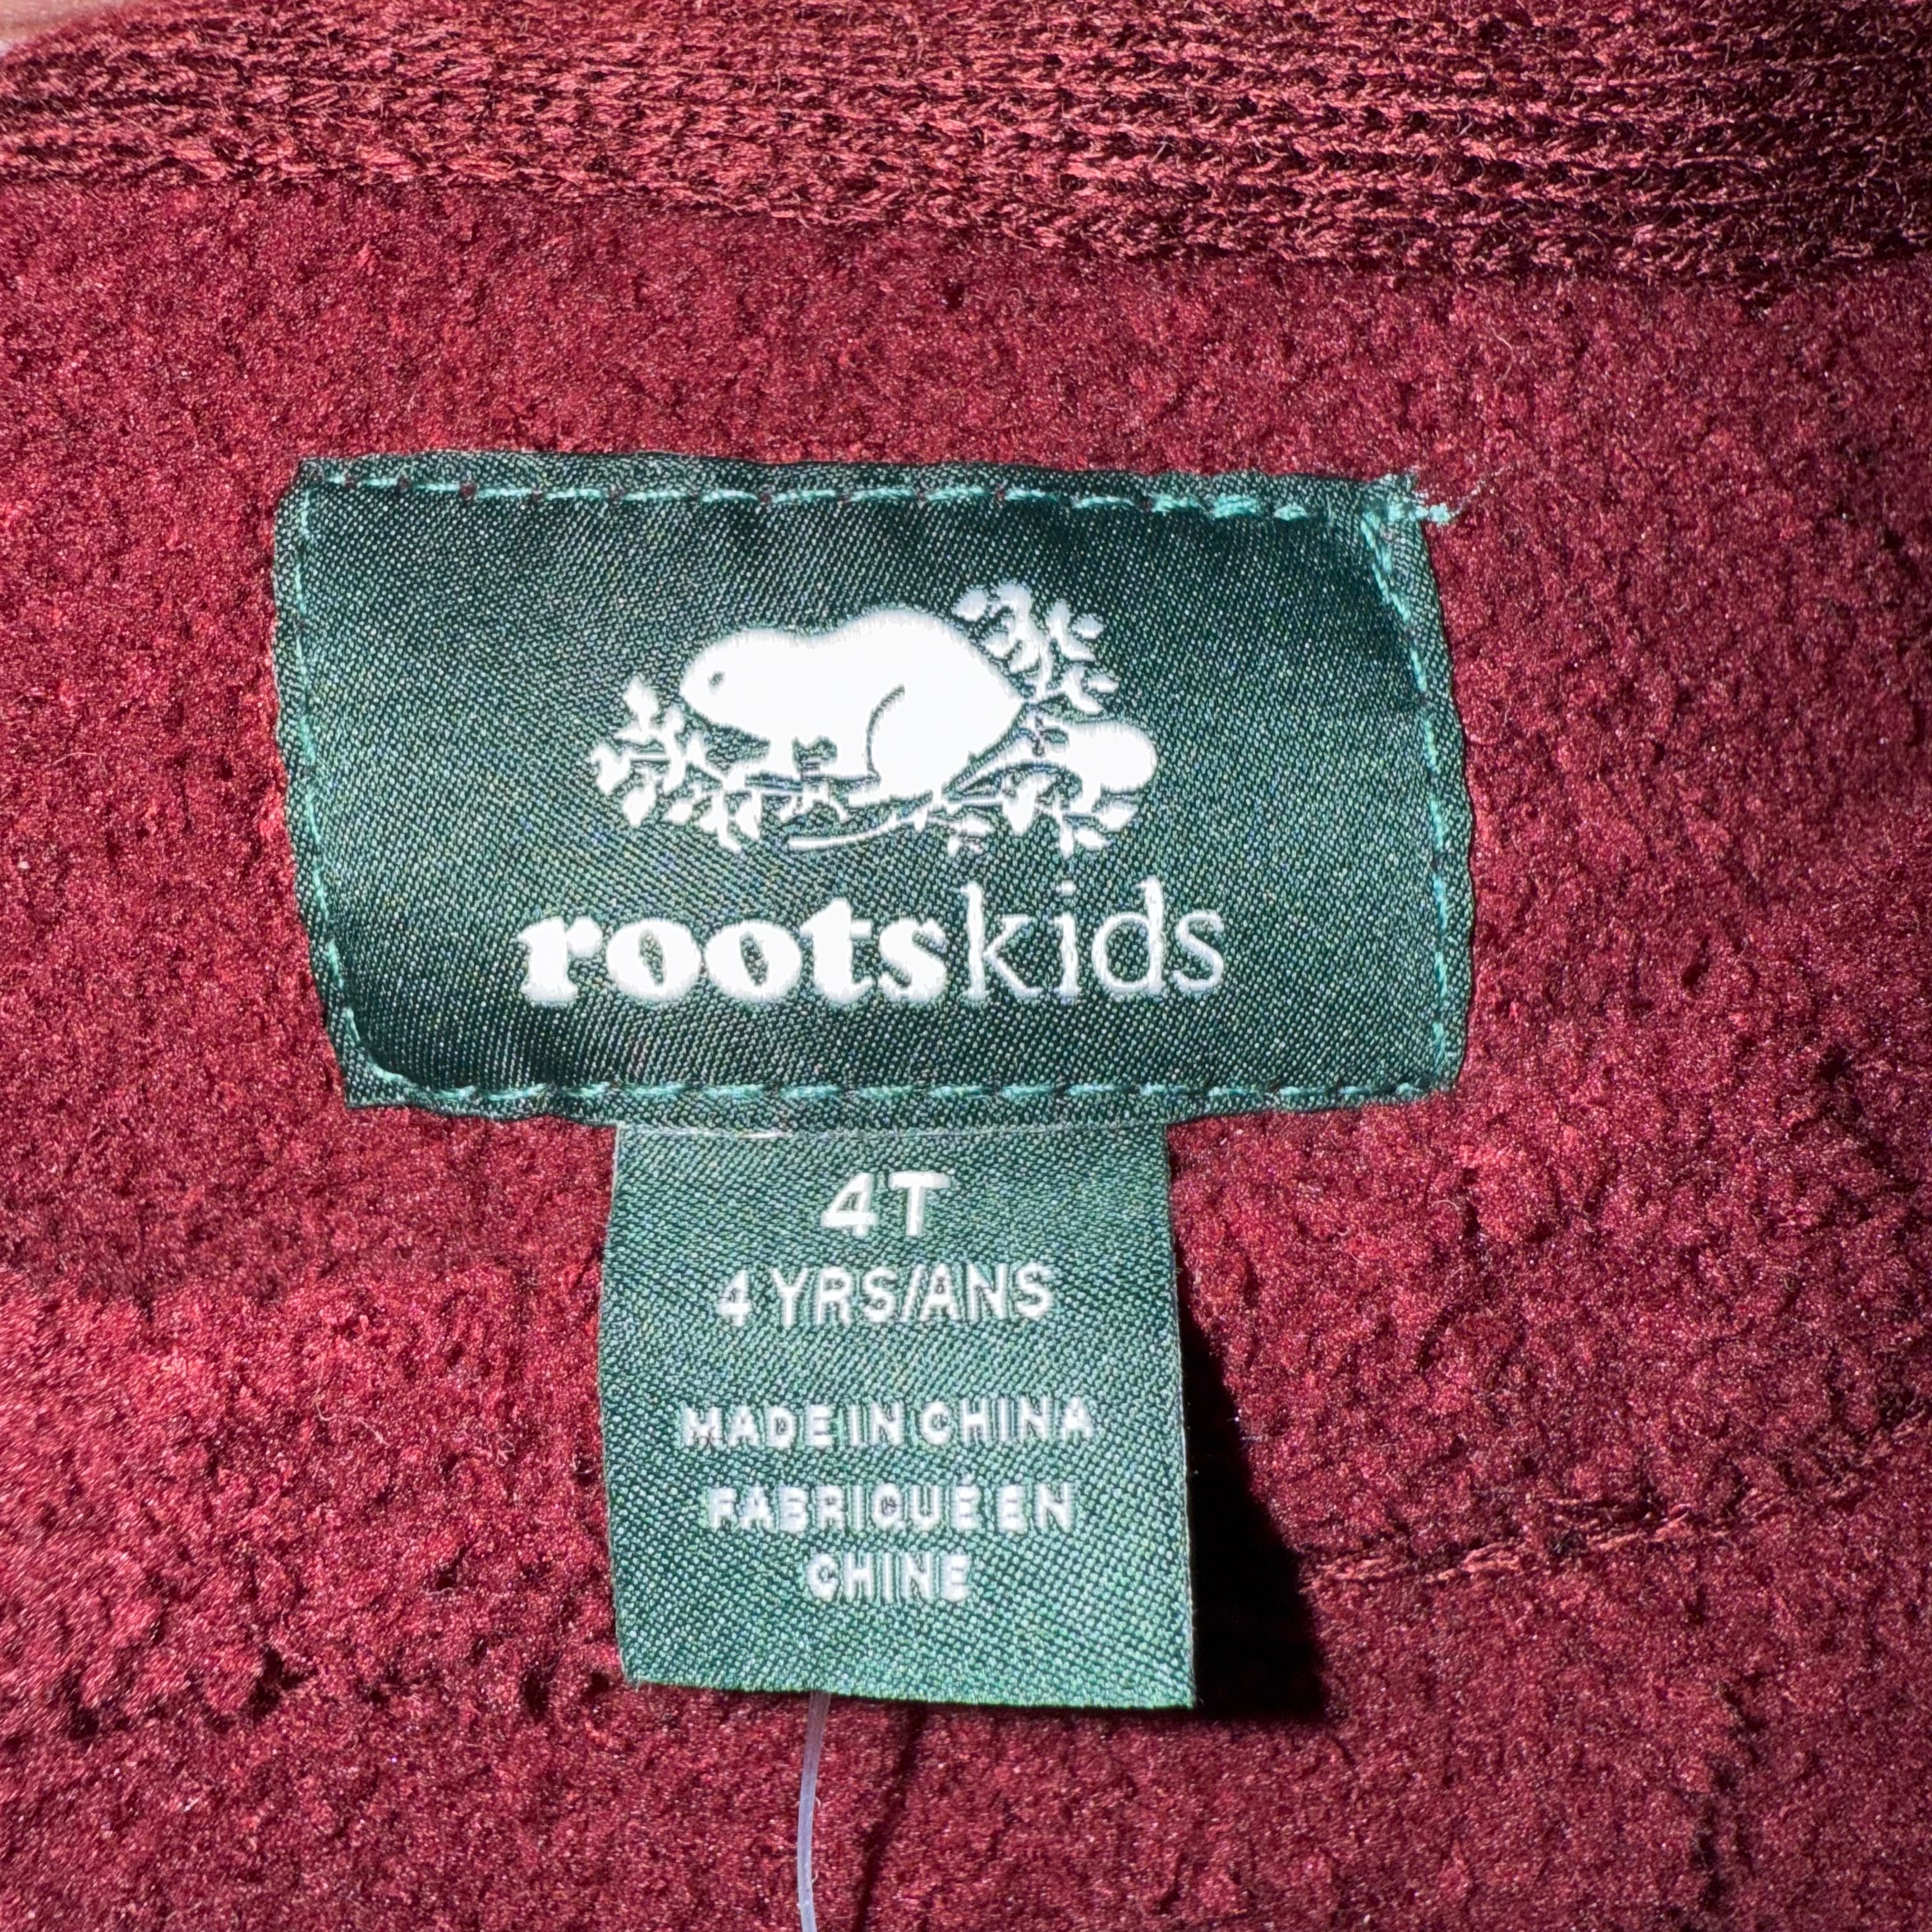 rootskids
4T
4 YRS/ANS
MADE IN CHINA
FABRIQUÉ EN
CHINE